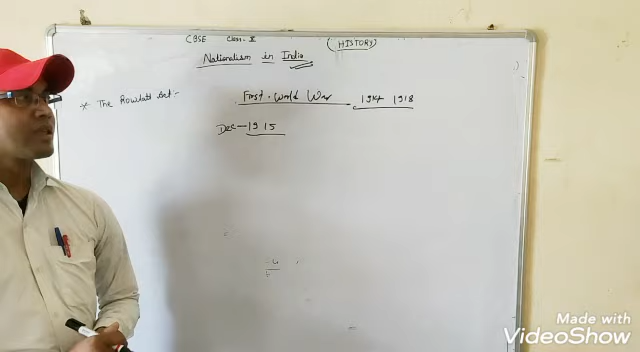 CBSE Class - X (HISTORY)
Nationalism in India
* The Rowlatt Act :-
First World War 1914 1918
Dec - 1915
Made with
VideoShow